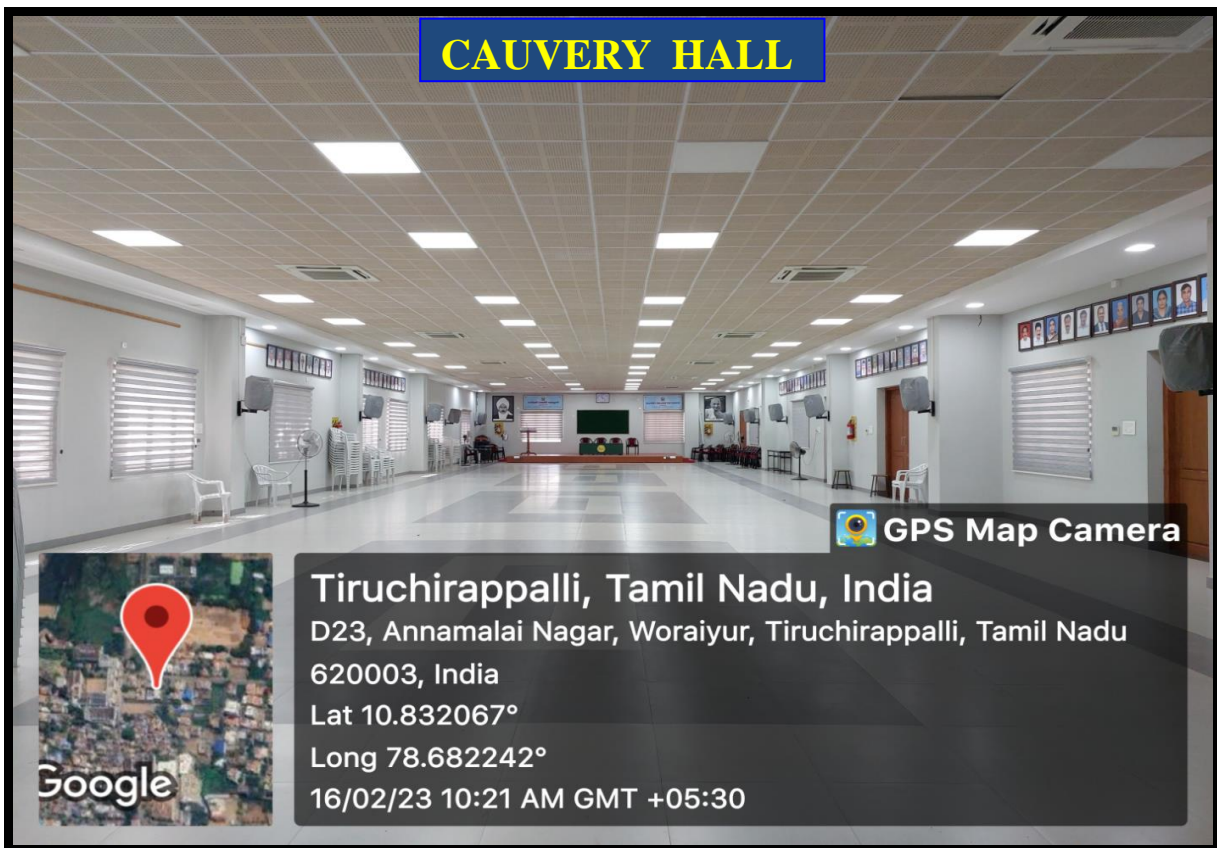 CAUVERY HALL
GPS Map Camera
Tiruchirappalli, Tamil Nadu, India
D23, Annamalai Nagar, Woraiyur, Tiruchirappalli, Tamil Nadu
620003, India
Lat 10.832067°
Long 78.682242°
16/02/23 10:21 AM GMT +05:30
Google